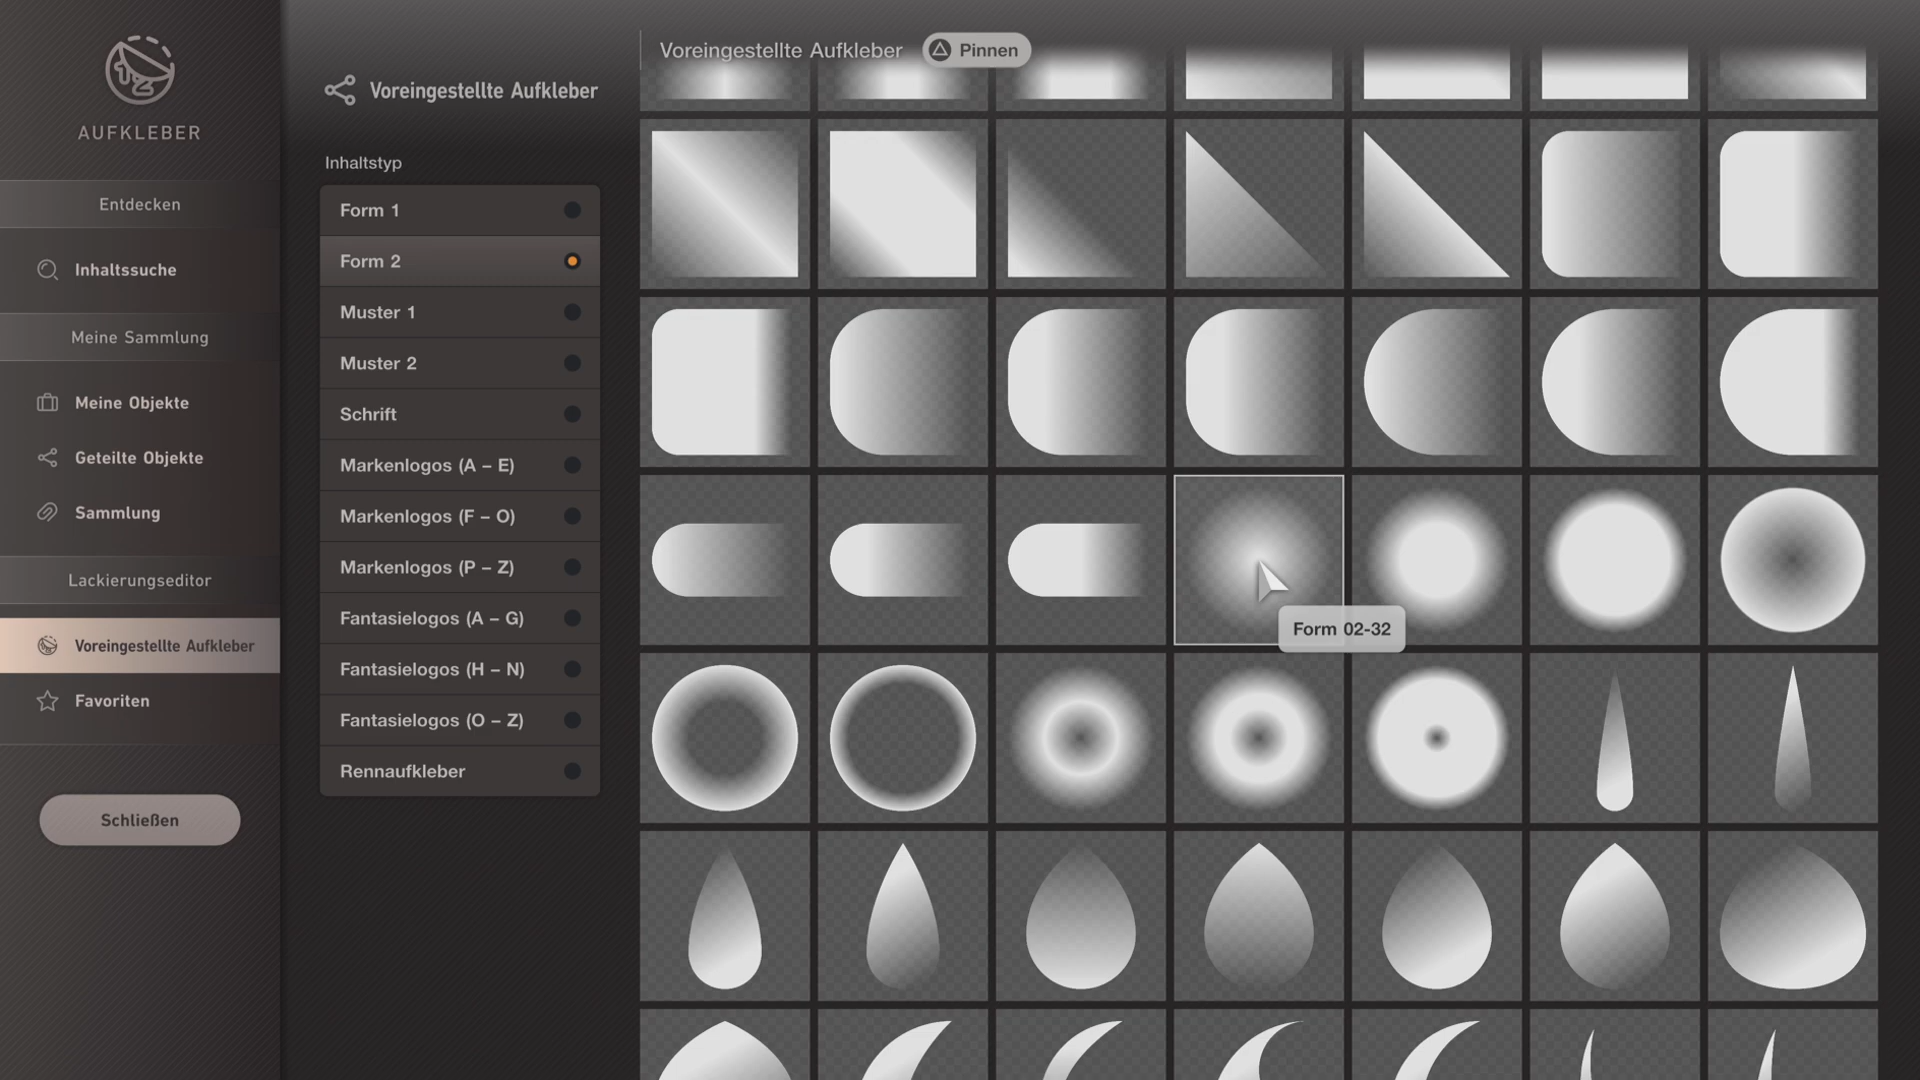 AUFKLEBER
Entdecken
Inhaltssuche
Meine Sammlung
Meine Objekte
Geteilte Objekte
Sammlung
Lackierungseditor
Voreingestellte Aufkleber
Favoriten
Schließen
Voreingestellte Aufkleber
Inhaltstyp
Form 1
Form 2
Muster 1
Muster 2
Schrift
Markenlogos (A – E)
Markenlogos (F – O)
Markenlogos (P – Z)
Fantasielogos (A – G)
Fantasielogos (H – N)
Fantasielogos (O – Z)
Rennaufkleber
Voreingestellte Aufkleber Pinnen
Form 02-32